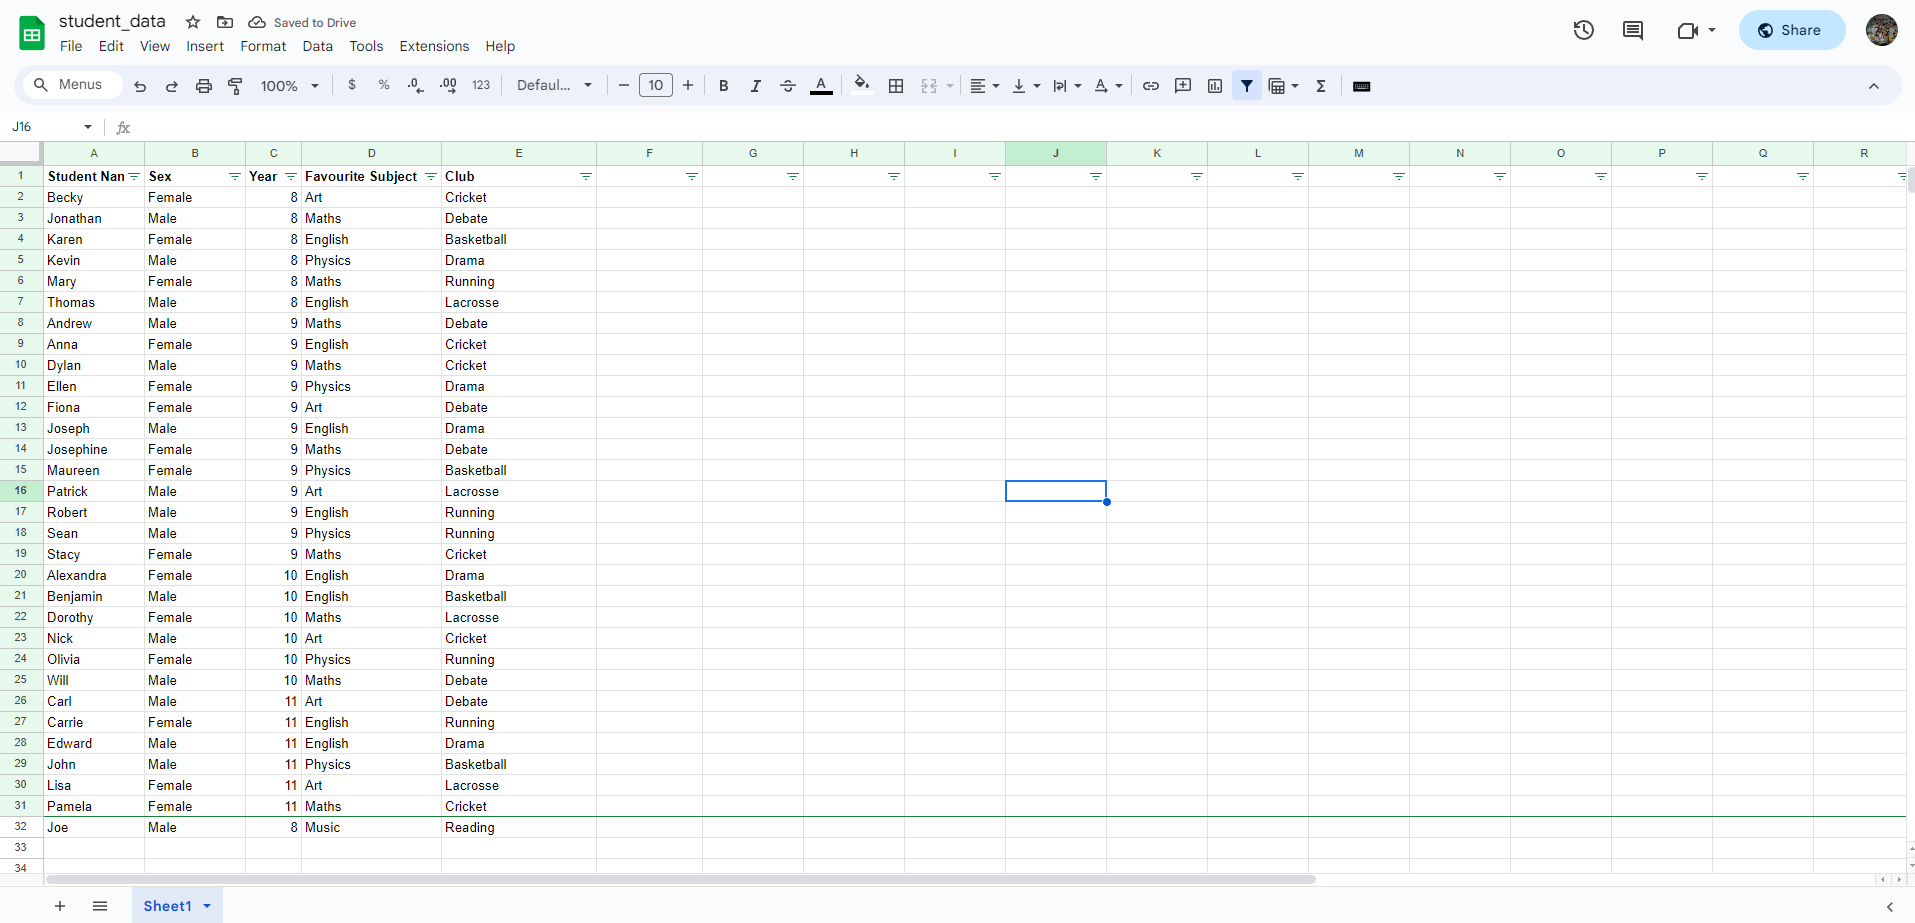 student_data Saved to Drive
File Edit View Insert Format Data Tools Extensions Help
Share
Menus 100% $ % .0 .00 123 Defaul... 10 B I A A Σ
J16 fx
A B C D E F G H I J K L M N O P Q R
1 Student Nan Sex Year Favourite Subject Club
2 Becky Female 8 Art Cricket
3 Jonathan Male 8 Maths Debate
4 Karen Female 8 English Basketball
5 Kevin Male 8 Physics Drama
6 Mary Female 8 Maths Running
7 Thomas Male 8 English Lacrosse
8 Andrew Male 9 Maths Debate
9 Anna Female 9 English Cricket
10 Dylan Male 9 Maths Cricket
11 Ellen Female 9 Physics Drama
12 Fiona Female 9 Art Debate
13 Joseph Male 9 English Drama
14 Josephine Female 9 Maths Debate
15 Maureen Female 9 Physics Basketball
16 Patrick Male 9 Art Lacrosse
17 Robert Male 9 English Running
18 Sean Male 9 Physics Running
19 Stacy Female 9 Maths Cricket
20 Alexandra Female 10 English Drama
21 Benjamin Male 10 English Basketball
22 Dorothy Female 10 Maths Lacrosse
23 Nick Male 10 Art Cricket
24 Olivia Female 10 Physics Running
25 Will Male 10 Maths Debate
26 Carl Male 11 Art Debate
27 Carrie Female 11 English Running
28 Edward Male 11 English Drama
29 John Male 11 Physics Basketball
30 Lisa Female 11 Art Lacrosse
31 Pamela Female 11 Maths Cricket
32 Joe Male 8 Music Reading
33
34
Sheet1